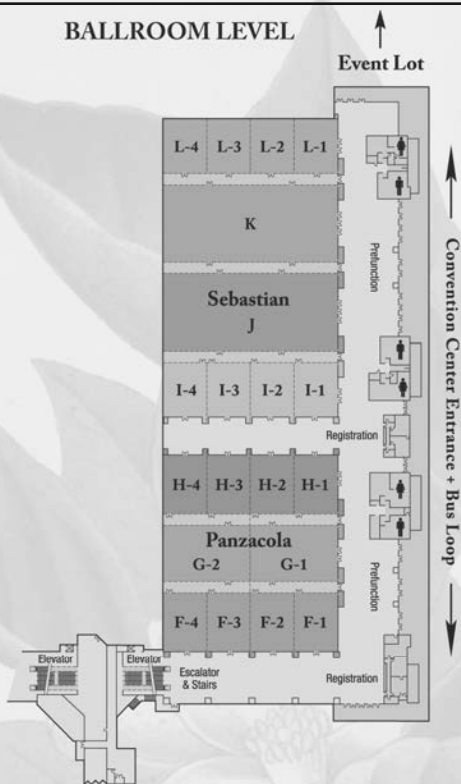 BALLROOM LEVEL
Event Lot
L-4 L-3 L-2 L-1
K
Prefunction
Sebastian
J
I-4 I-3 I-2 I-1
Registration
Convention Center Entrance + Bus Loop
H-4 H-3 H-2 H-1
Panzacola
G-2 G-1
Prefunction
F-4 F-3 F-2 F-1
Elevator Elevator
Escalator
& Stairs
Registration